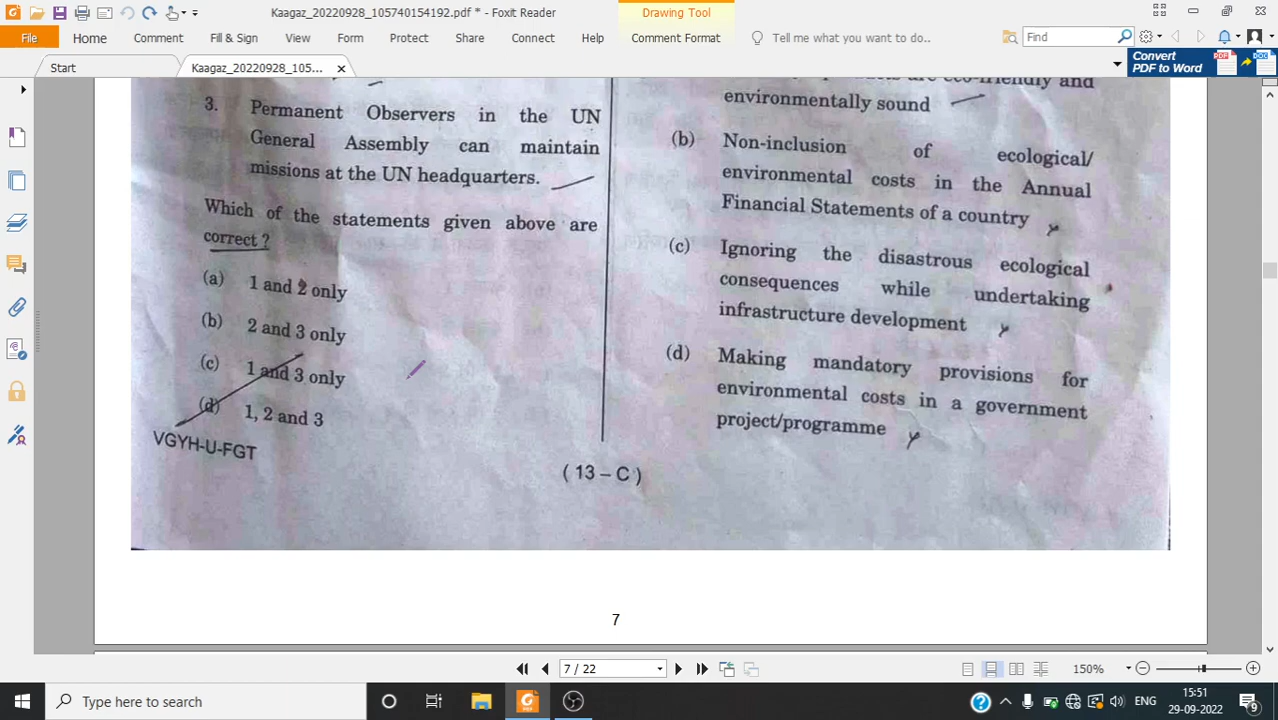 Kaagaz_20220928_105740154192.pdf * - Foxit Reader
Drawing Tool
File
Home
Comment
Fill & Sign
View
Form
Protect
Share
Connect
Help
Comment Format
Tell me what you want to do..
Find
Start
Kaagaz_20220928_105...
Convert
PDF to Word
3. Permanent Observers in the UN
General Assembly can maintain
missions at the UN headquarters.
Which of the statements given above are
correct ?
(a) 1 and 2 only
(b) 2 and 3 only
(c) 1 and 3 only
(d) 1, 2 and 3
VGYH-U-FGT
are eco-friendly and
environmentally sound
(b) Non-inclusion of ecological/
environmental costs in the Annual
Financial Statements of a country
(c) Ignoring the disastrous ecological
consequences while undertaking
infrastructure development
(d) Making mandatory provisions for
environmental costs in a government
project/programme
( 13 – C )
7
7 / 22
150%
Type here to search
ENG
15:51
29-09-2022
9